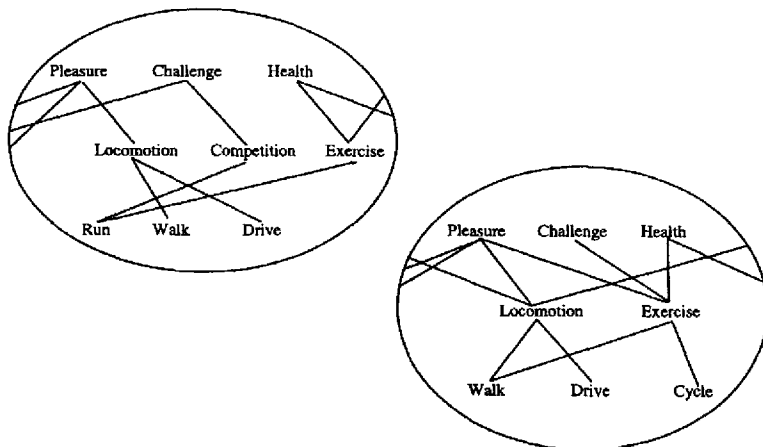 Pleasure Challenge Health
Locomotion Competition Exercise
Run Walk Drive
Pleasure Challenge Health
Locomotion Exercise
Walk Drive Cycle